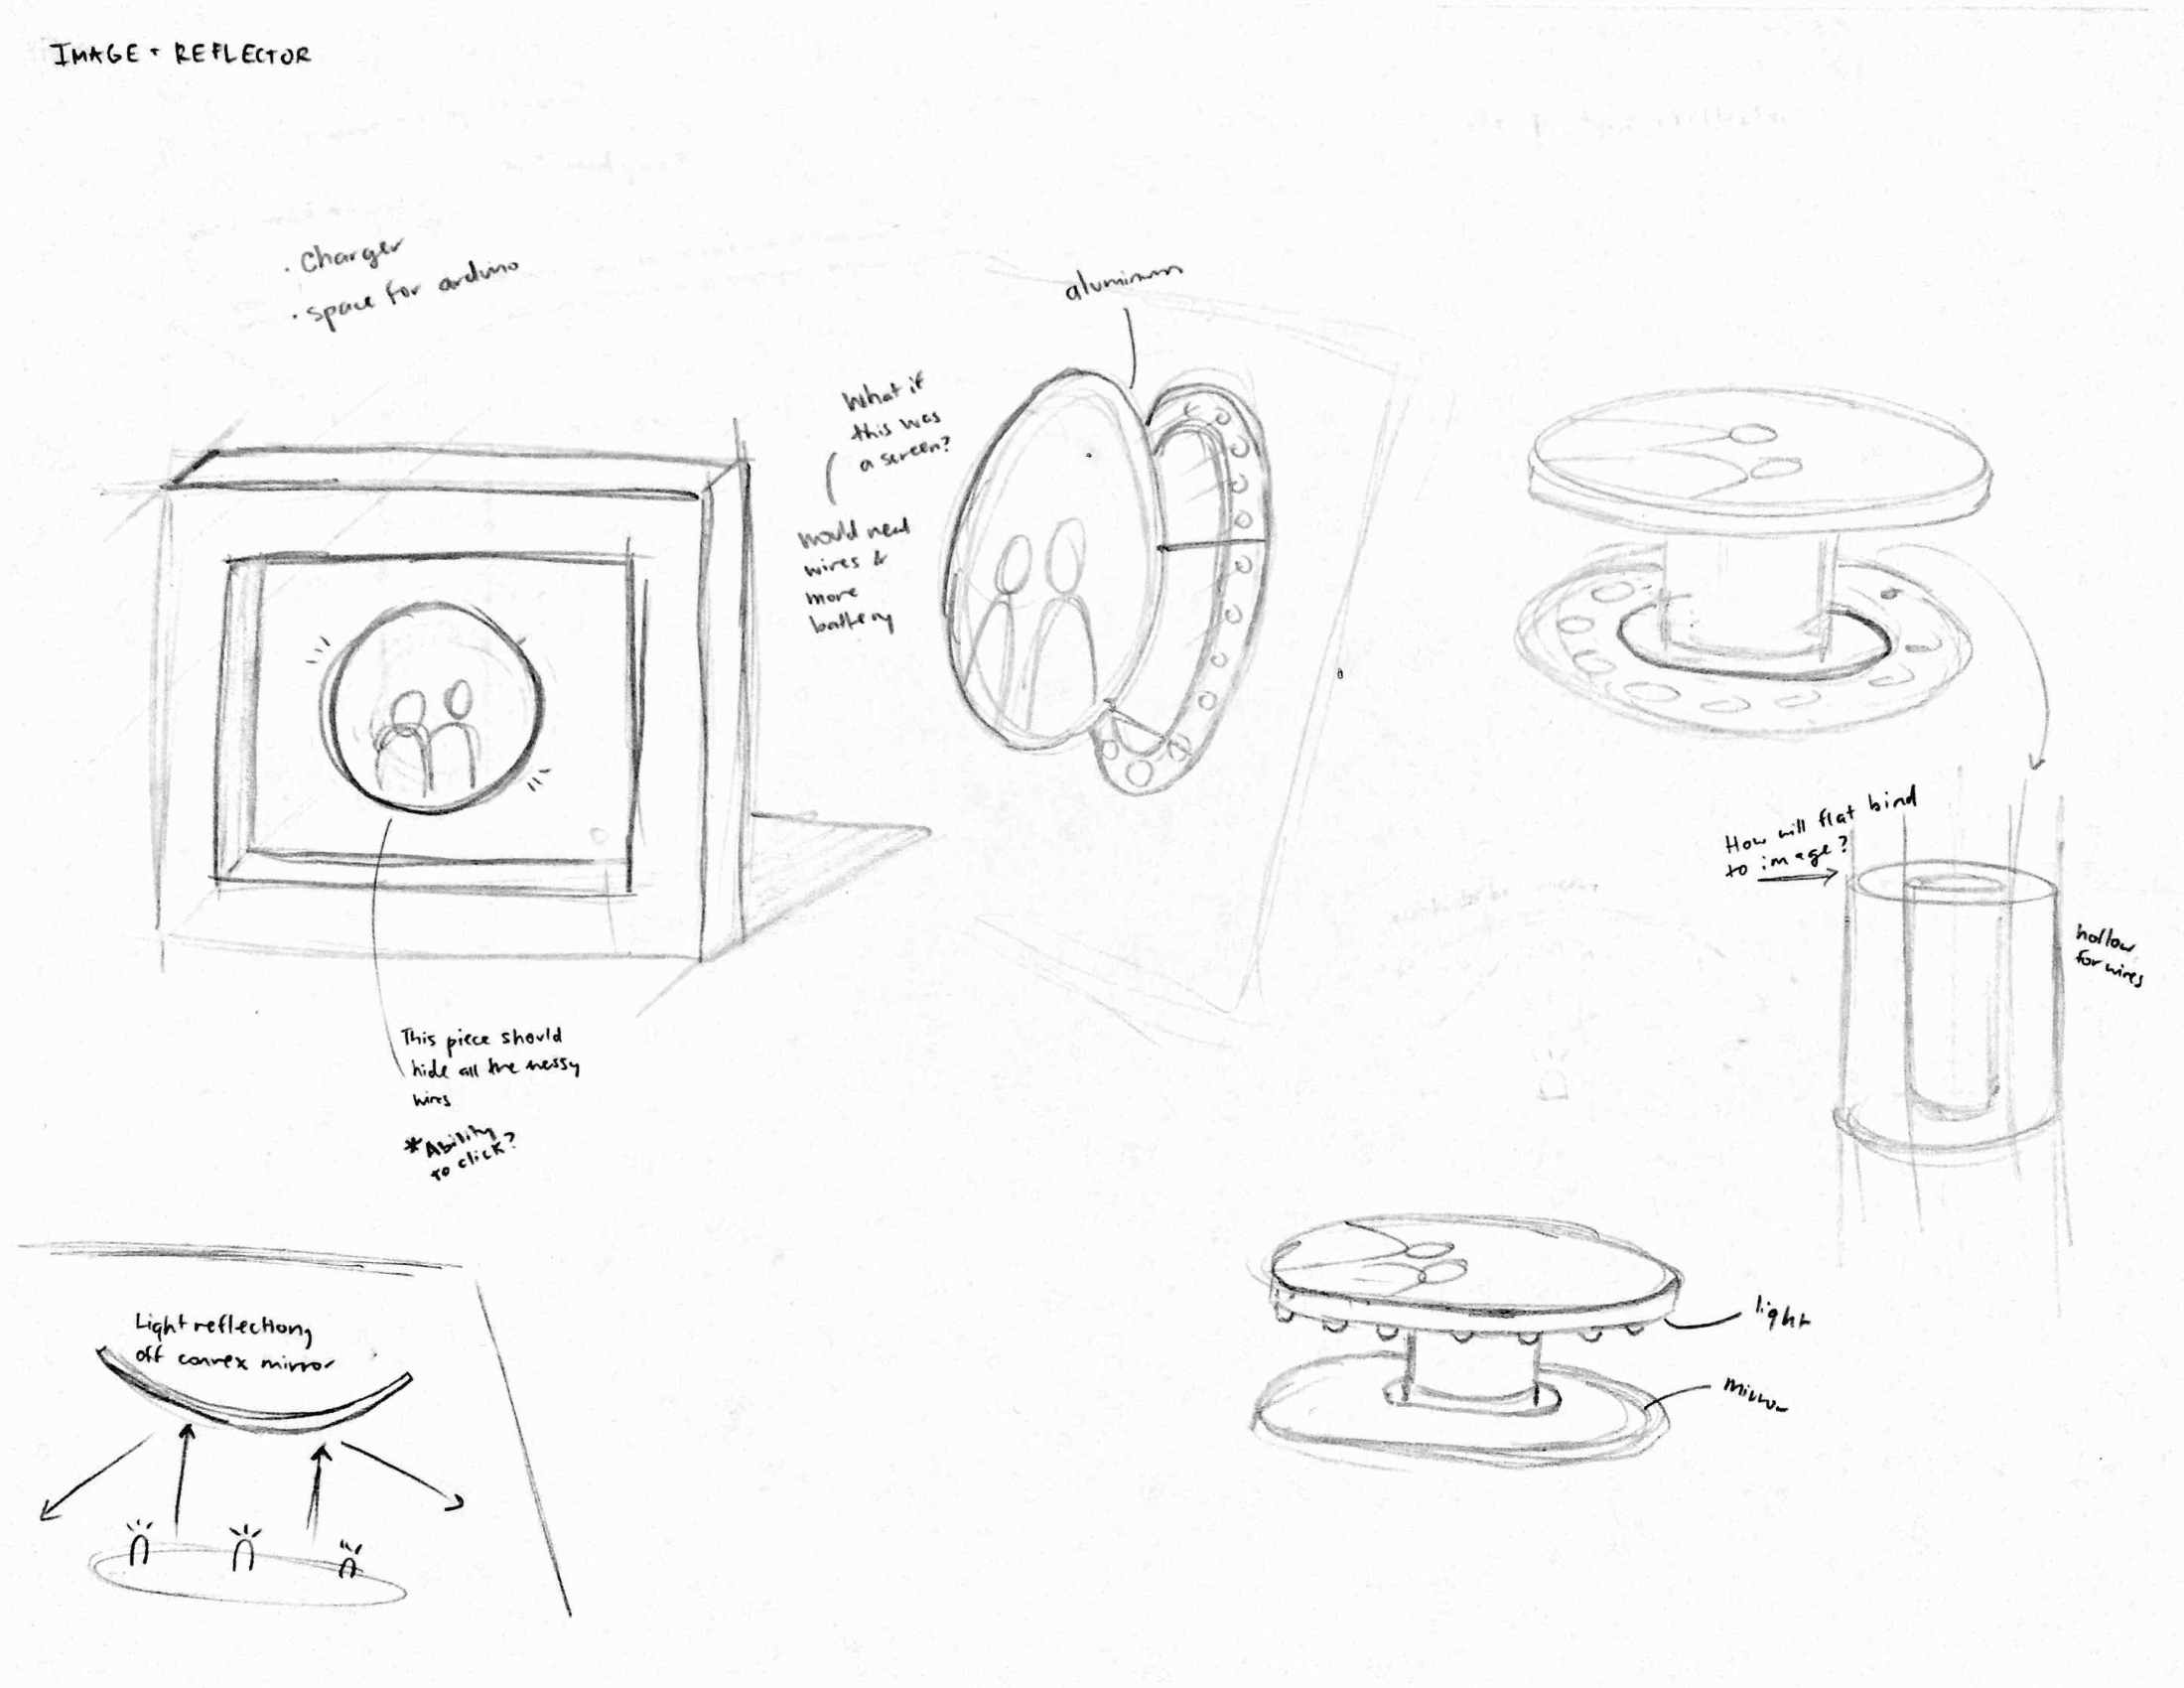 IMAGE + REFLECTOR
• Charger
• space for arduino
aluminum
What if
this was
a screen?
would need
wires &
more
battery
How will flat bind
to image?
hollow
for wires
This piece should
hide all the messy
wires
*Ability
to click?
Light reflectiong
off convex mirror
light
mirror